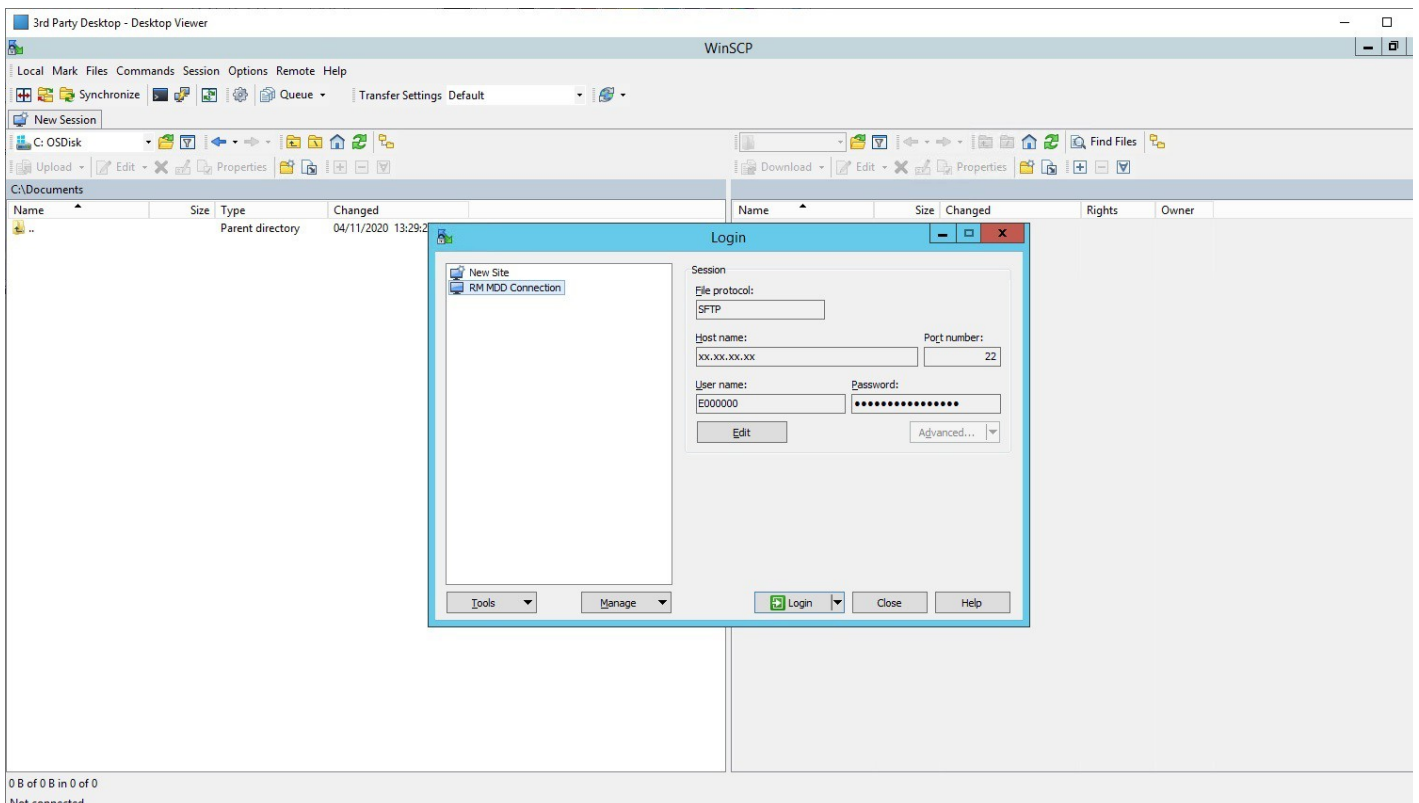 3rd Party Desktop - Desktop Viewer
WinSCP
Local Mark Files Commands Session Options Remote Help
Synchronize Queue Transfer Settings Default
New Session
C: OSDisk Find Files
Upload Edit Properties Download Edit Properties
C:\Documents
Name Size Type Changed Name Size Changed Rights Owner
.. Parent directory 04/11/2020 13:29:2
Login
New Site
RM MDD Connection
Session
File protocol:
SFTP
Host name: Port number:
xx.xx.xx.xx 22
User name: Password:
E000000 ••••••••••••••••
Edit Advanced...
Tools Manage Login Close Help
0 B of 0 B in 0 of 0
Not connected